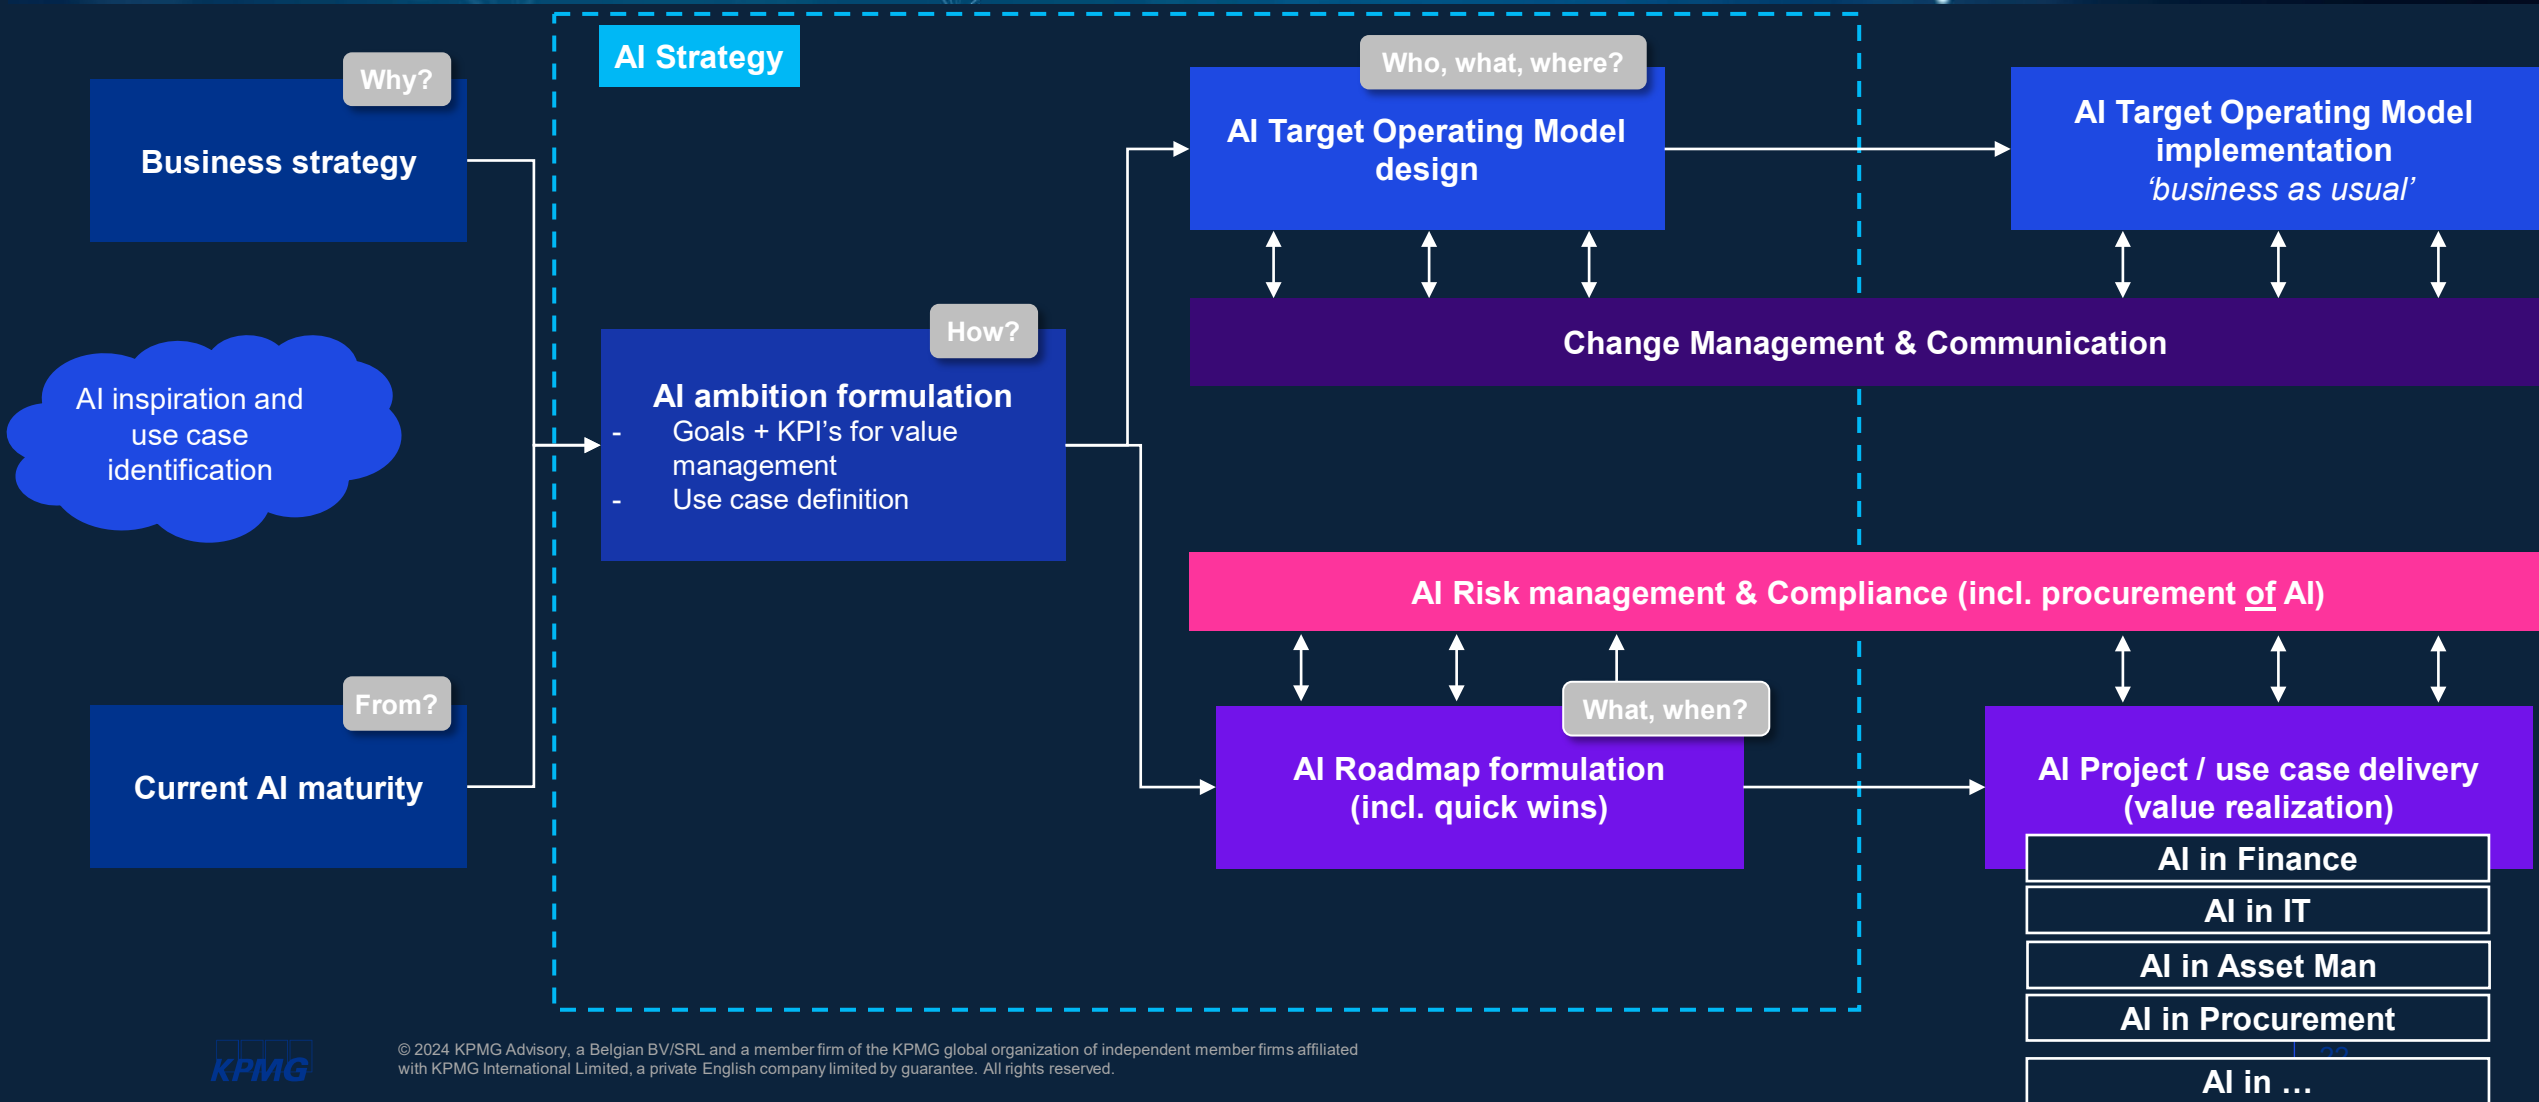 Why?
Business strategy
AI inspiration and
use case
identification
From?
Current AI maturity
AI Strategy
How?
AI ambition formulation
- Goals + KPI's for value
management
- Use case definition
Who, what, where?
AI Target Operating Model
design
AI Target Operating Model
implementation
‘business as usual’
Change Management & Communication
AI Risk management & Compliance (incl. procurement of AI)
What, when?
AI Roadmap formulation
(incl. quick wins)
AI Project / use case delivery
(value realization)
AI in Finance
AI in IT
AI in Asset Man
AI in Procurement
AI in …
KPMG
© 2024 KPMG Advisory, a Belgian BV/SRL and a member firm of the KPMG global organization of independent member firms affiliated
with KPMG International Limited, a private English company limited by guarantee. All rights reserved.